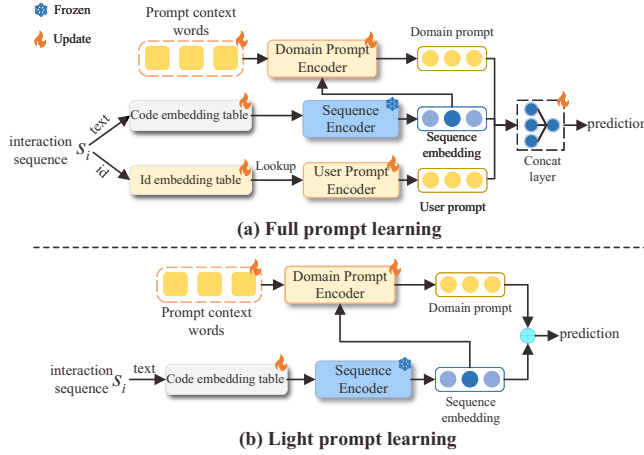 Prompt context
words
Frozen
Update
Domain Prompt
Encoder
Domain prompt
text
Code embedding table
Sequence
Encoder
Sequence
embedding
interaction
sequence S_i
id
Id embedding table
Lookup
User Prompt
Encoder
User prompt
Concat
layer
prediction
(a) Full prompt learning
Prompt context
words
Domain Prompt
Encoder
Domain prompt
prediction
interaction
sequence S_i
text
Code embedding table
Sequence
Encoder
Sequence
embedding
(b) Light prompt learning